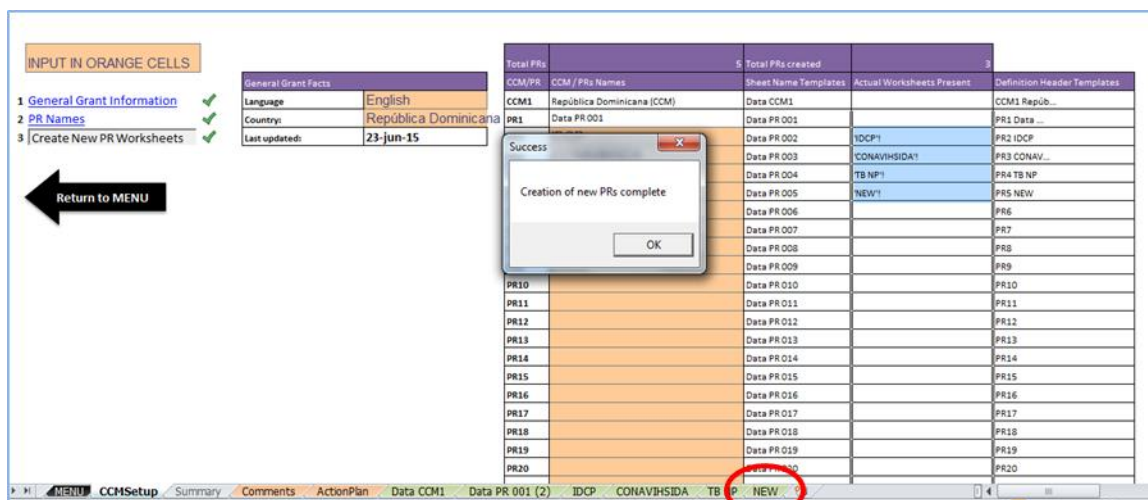 INPUT IN ORANGE CELLS
1 General Grant Information
2 PR Names
3 Create New PR Worksheets
Return to MENU
General Grant Facts
Language English
Country: República Dominicana
Last updated: 23-jun-15
Total PRs 5 Total PRs created 3
CCM/PR CCM / PRs Names Sheet Name Templates Actual Worksheets Present Definition Header Templates
CCM1 República Dominicana (CCM) Data CCM1 CCM1 Repúb...
PR1 Data PR 001 Data PR 001 PR1 Data ...
Data PR 002 'IDCP'! PR2 IDCP
Data PR 003 'CONAVIHSIDA'! PR3 CONAV...
Data PR 004 'TB NP'! PR4 TB NP
Data PR 005 'NEW'! PR5 NEW
Data PR 006 PR6
Data PR 007 PR7
Data PR 008 PR8
Data PR 009 PR9
PR10 Data PR 010 PR10
PR11 Data PR 011 PR11
PR12 Data PR 012 PR12
PR13 Data PR 013 PR13
PR14 Data PR 014 PR14
PR15 Data PR 015 PR15
PR16 Data PR 016 PR16
PR17 Data PR 017 PR17
PR18 Data PR 018 PR18
PR19 Data PR 019 PR19
PR20 Data PR 020 PR20
Success
Creation of new PRs complete
OK
MENU CCMSetup Summary Comments ActionPlan Data CCM1 Data PR 001 (2) IDCP CONAVIHSIDA TB NP NEW